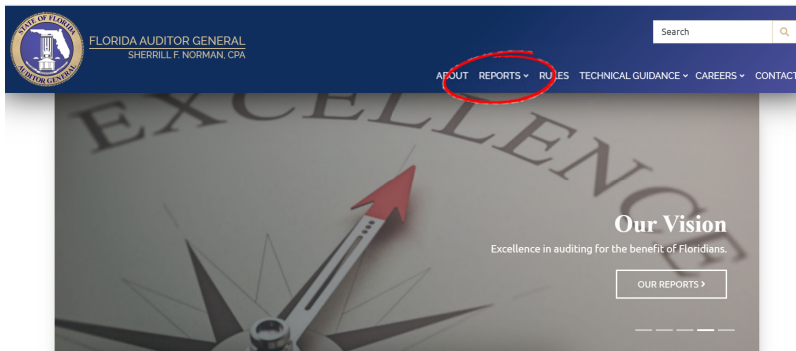 STATE OF FLORIDA
AUDITOR GENERAL
FLORIDA AUDITOR GENERAL
SHERRILL F. NORMAN, CPA
Search
ABOUT REPORTS RULES TECHNICAL GUIDANCE CAREERS CONTACT
EXCELLENCE
Our Vision
Excellence in auditing for the benefit of Floridians.
OUR REPORTS >